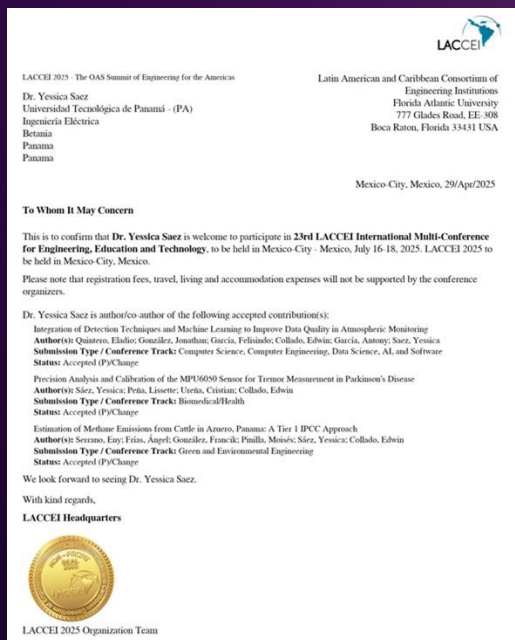 LACCEI
LACCEI 2025 - The OAS Summit of Engineering for the Americas
Dr. Yessica Saez
Universidad Tecnológica de Panamá - (PA)
Ingeniería Eléctrica
Betania
Panama
Panama
Latin American and Caribbean Consortium of
Engineering Institutions
Florida Atlantic University
777 Glades Road, EE-308
Boca Raton, Florida 33431 USA
Mexico-City, Mexico, 29/Apr/2025
To Whom It May Concern
This is to confirm that Dr. Yessica Saez is welcome to participate in 23rd LACCEI International Multi-Conference
for Engineering, Education and Technology, to be held in Mexico-City - Mexico, July 16-18, 2025. LACCEI 2025 to
be held in Mexico-City, Mexico.
Please note that registration fees, travel, living and accommodation expenses will not be supported by the conference
organizers.
Dr. Yessica Saez is author/co-author of the following accepted contribution(s):
Integration of Detection Techniques and Machine Learning to Improve Data Quality in Atmospheric Monitoring
Author(s): Quintero, Eladio; González, Jonathan; García, Felisindo; Collado, Edwin; García, Antony; Saez, Yessica
Submission Type / Conference Track: Computer Science, Computer Engineering, Data Science, AI, and Software
Status: Accepted (P)/Change
Precision Analysis and Calibration of the MPU6050 Sensor for Tremor Measurement in Parkinson's Disease
Author(s): Sáez, Yessica; Peña, Lissette; Ureña, Cristian; Collado, Edwin
Submission Type / Conference Track: Biomedical/Health
Status: Accepted (P)/Change
Estimation of Methane Emissions from Cattle in Azuero, Panama: A Tier 1 IPCC Approach
Author(s): Serrano, Eny; Frías, Ángel; González, Francik; Pinilla, Moisés; Sáez, Yessica; Collado, Edwin
Submission Type / Conference Track: Green and Environmental Engineering
Status: Accepted (P)/Change
We look forward to seeing Dr. Yessica Saez.
With kind regards,
LACCEI Headquarters
SEAL
LACCEI 2025 Organization Team